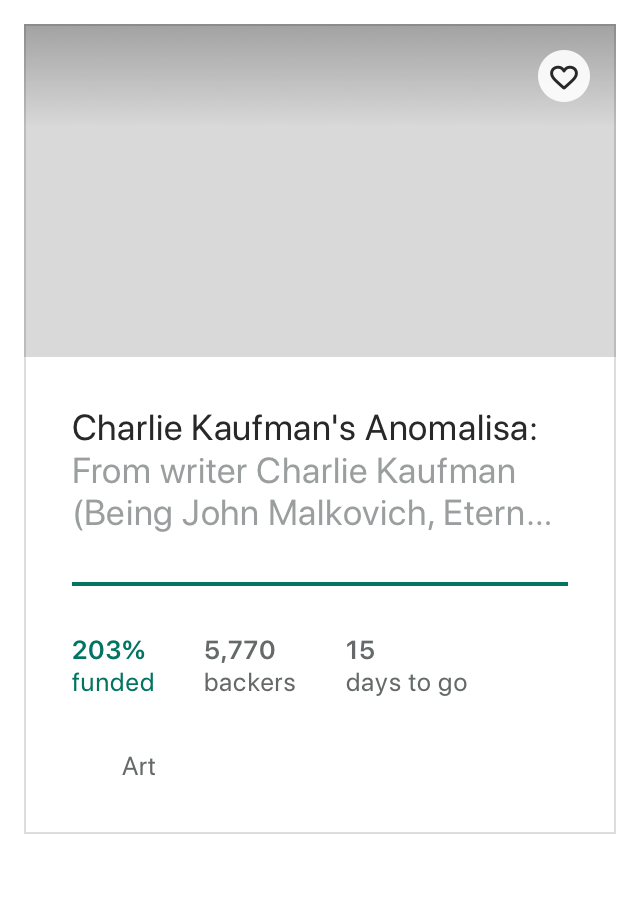 Charlie Kaufman's Anomalisa:
From writer Charlie Kaufman
(Being John Malkovich, Etern...
203%
funded
5,770
backers
15
days to go
Art